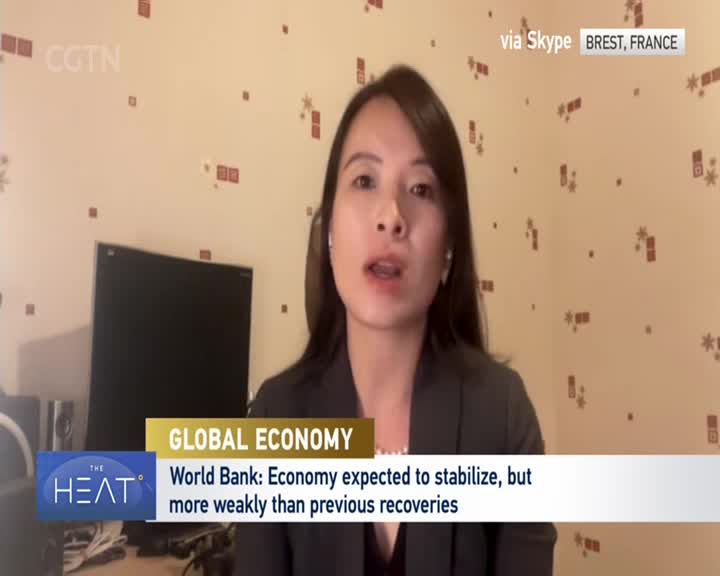 CGTN
via Skype
BREST, FRANCE
GLOBAL ECONOMY
THE
HEAT
World Bank: Economy expected to stabilize, but
more weakly than previous recoveries